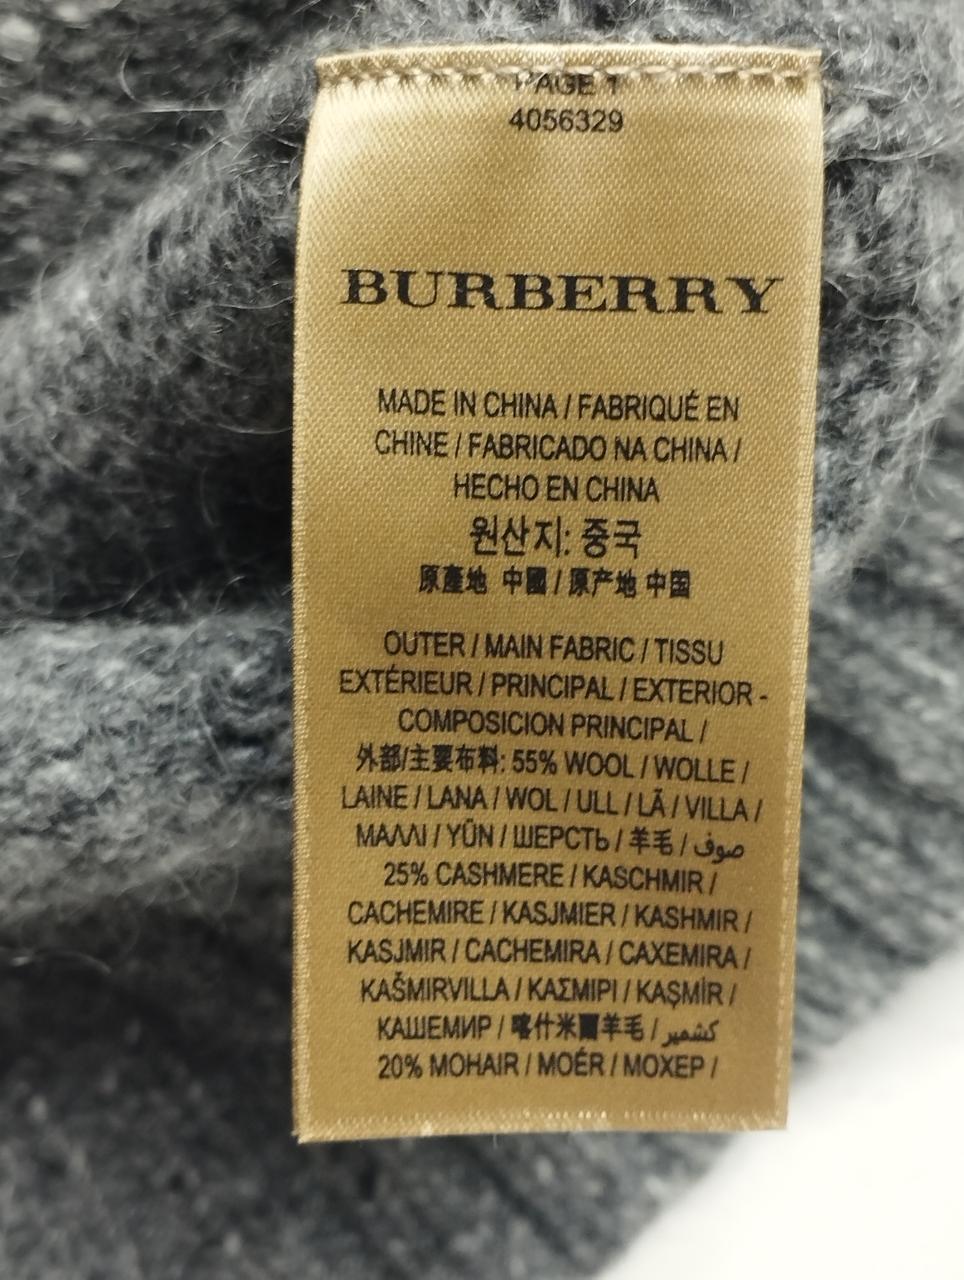 PAGE 1
4056329
BURBERRY
MADE IN CHINA / FABRIQUÉ EN
CHINE / FABRICADO NA CHINA /
HECHO EN CHINA
원산지: 중국
原產地 中國 / 原产地 中国
OUTER / MAIN FABRIC / TISSU
EXTÉRIEUR / PRINCIPAL / EXTERIOR -
COMPOSICION PRINCIPAL /
外部/主要布料: 55% WOOL / WOLLE /
LAINE / LANA / WOL / ULL / LÃ / VILLA /
ΜΑΛΛΙ / YÜN / ШЕРСТЬ / 羊毛 / صوف
25% CASHMERE / KASCHMIR /
CACHEMIRE / KASJMIER / KASHMIR /
KASJMIR / CACHEMIRA / CAXEMIRA /
KAŠMIRVILLA / ΚΑΣΜΙΡΙ / KAŞMİR /
КАШЕМИР / 喀什米爾羊毛 / كشمير
20% MOHAIR / MOÉR / МОХЕР /